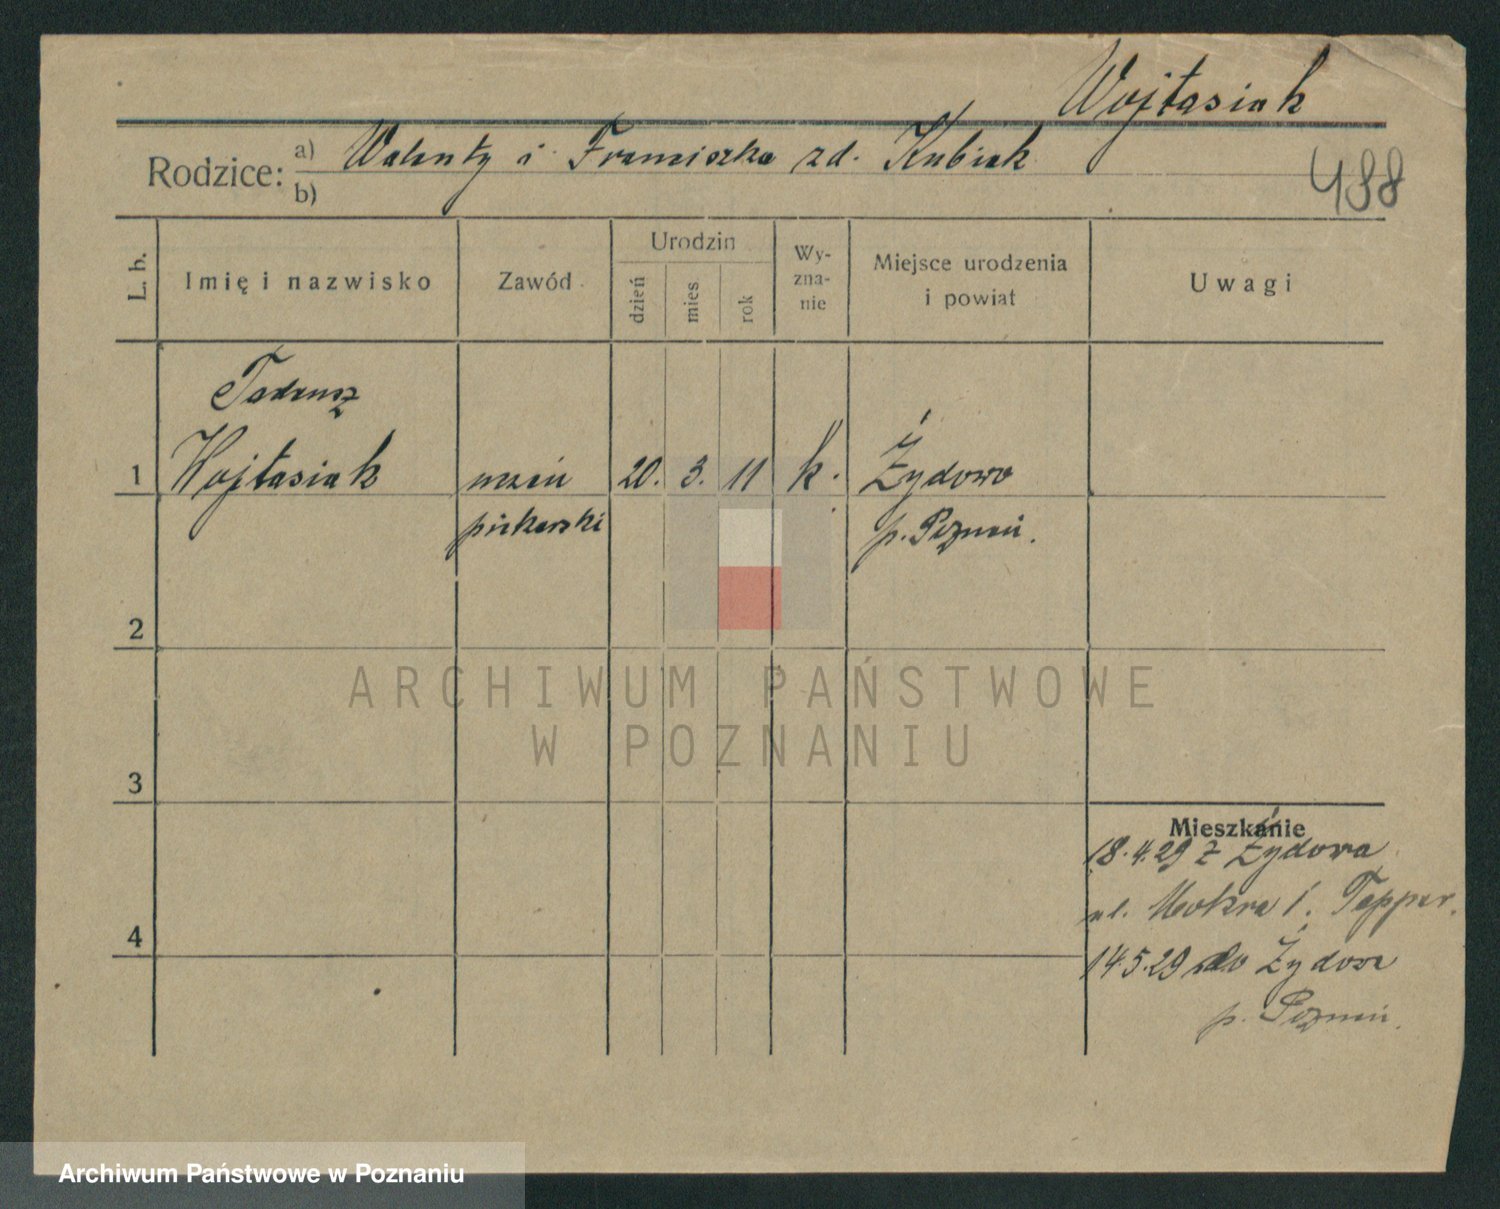 Wojtasiak
Rodzice: a) Walenty i Franciszka zd. Kubiak
b)
488
L. b.
Imię i nazwisko
Zawód
Urodzin
dzień
mies.
rok
Wy-
zna-
nie
Miejsce urodzenia
i powiat
Uwagi
Tadeusz
1 Wojtasiak uczeń 20. 3. 11 k. Żydowo
piekarski p. Poznań.
2
3
4
Mieszkanie
18.4.29 z Żydowa
ul. Mokra 1. Tepper.
14.5.29 do Żydowa
p. Poznań.
ARCHIWUM PAŃSTWOWE
W POZNANIU
Archiwum Państwowe w Poznaniu